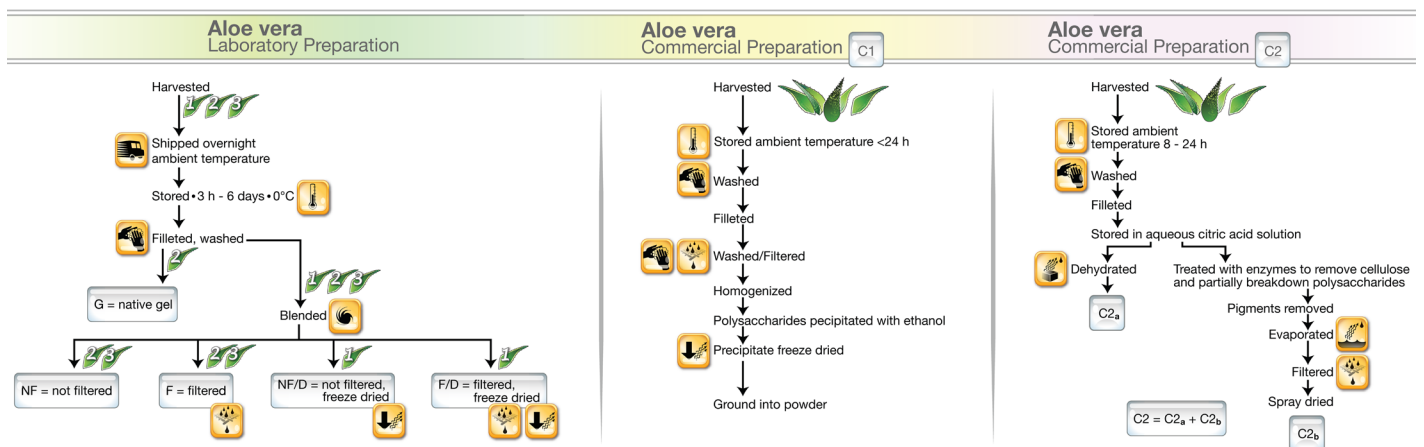 Aloe vera
Laboratory Preparation
Harvested
1 2 3
Shipped overnight
ambient temperature
Stored•3 h - 6 days•0°C
Filleted, washed
2
G = native gel
1 2 3
Blended
2 3
NF = not filtered
2 3
F = filtered
1
NF/D = not filtered,
freeze dried
1
F/D = filtered,
freeze dried
Aloe vera
Commercial Preparation C1
Harvested
Stored ambient temperature <24 h
Washed
Filleted
Washed/Filtered
Homogenized
Polysaccharides pecipitated with ethanol
Precipitate freeze dried
Ground into powder
Aloe vera
Commercial Preparation C2
Harvested
Stored ambient
temperature 8 - 24 h
Washed
Filleted
Stored in aqueous citric acid solution
Dehydrated
C2a
Treated with enzymes to remove cellulose
and partially breakdown polysaccharides
Pigments removed
Evaporated
Filtered
Spray dried
C2b
C2 = C2a + C2b